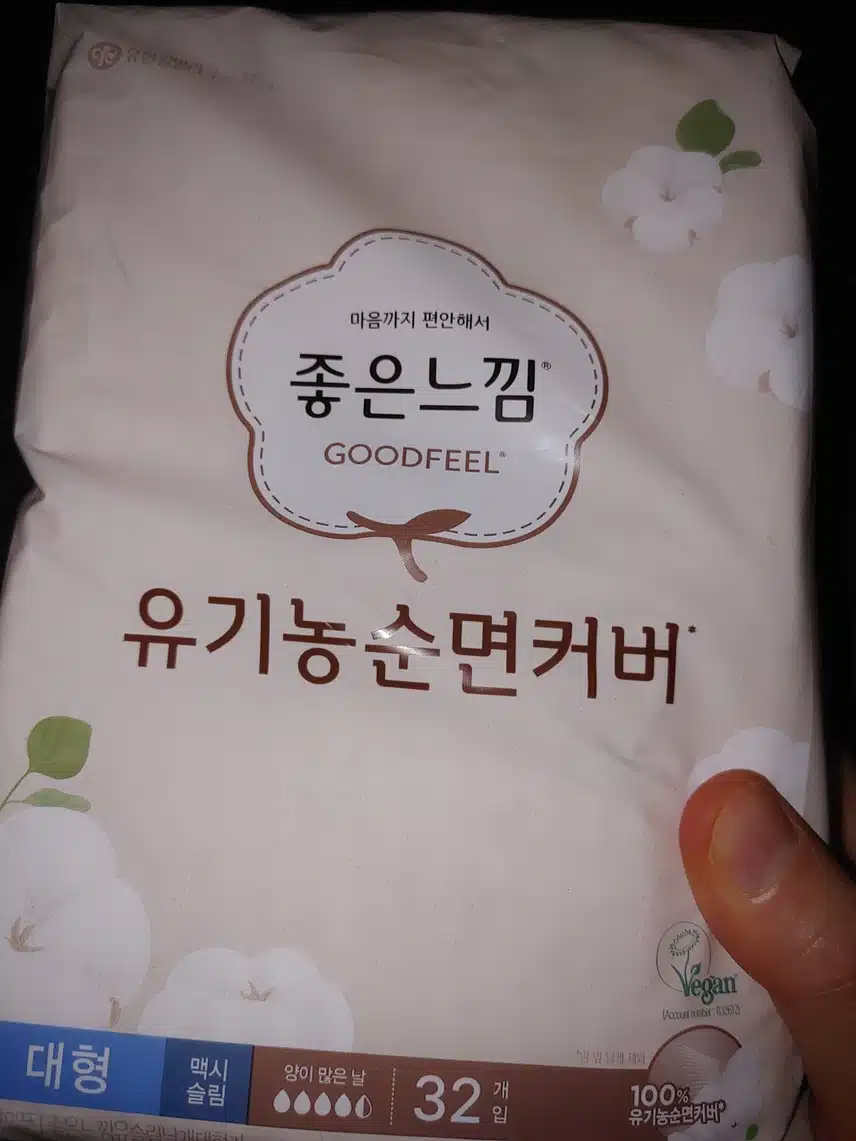 마음까지 편안해서
좋은느낌®
GOODFEEL®
유기농순면커버*
Vegan
대형
맥시
슬림
양이 많은 날
32 개
입
100%
유기농순면커버